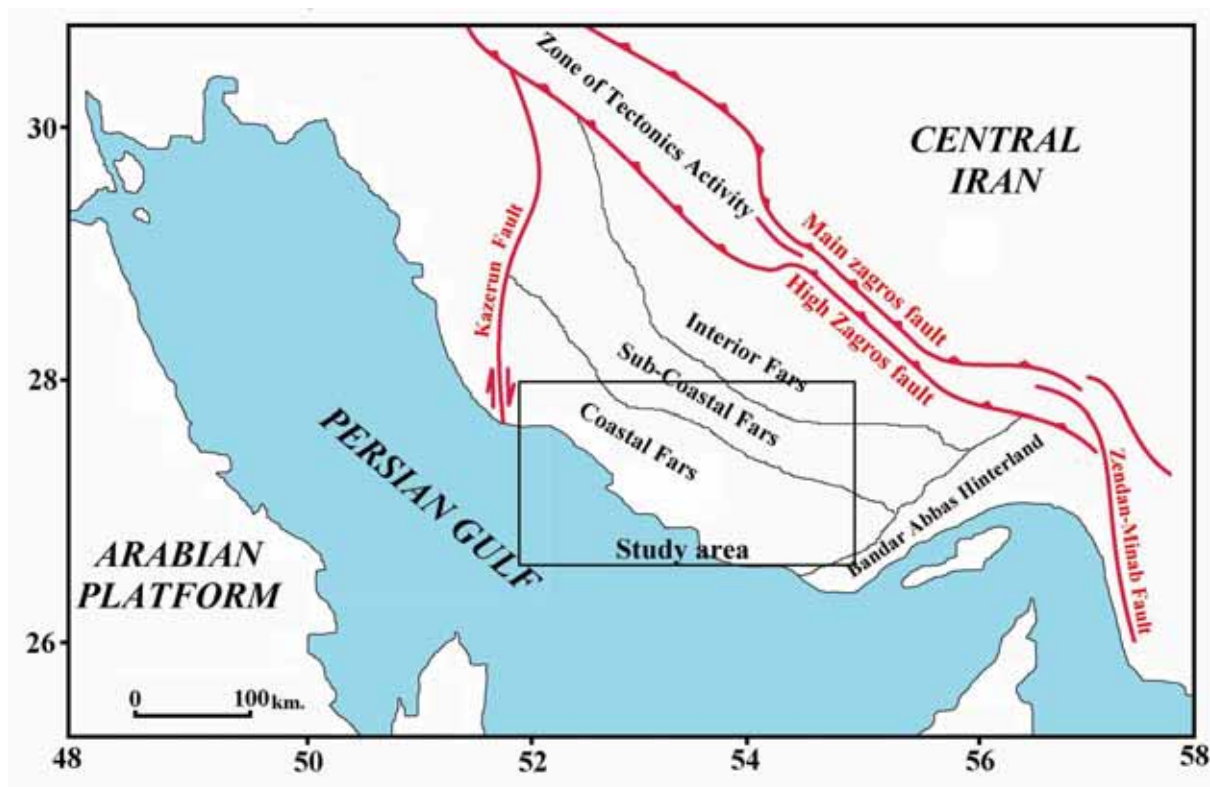 Zone of Tectonics Activity
CENTRAL
IRAN
30
Kazerun Fault
Main zagros fault
High Zagros fault
Interior Fars
Sub-Coastal Fars
28
Coastal Fars
PERSIAN GULF
Bandar Abbas Hinterland
Zendan-Minab Fault
Study area
ARABIAN
PLATFORM
26
0 100 km.
48 50 52 54 56 58